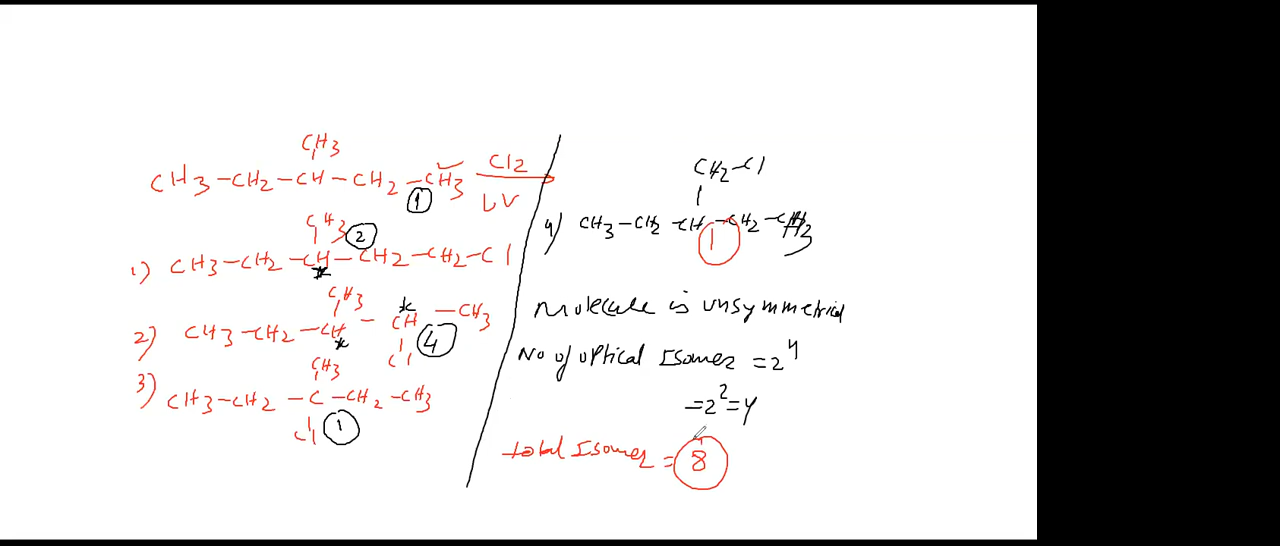 CH3
CH3 - CH2 - CH - CH2 - CH3 Cl2
1 UV
CH3 2
1) CH3 - CH2 - CH - CH2 - CH2 - Cl
*
CH3 *
2) CH3 - CH2 - CH - CH - CH3
* Cl 4
CH3
3) CH3 - CH2 - C - CH2 - CH3
Cl 1
CH2 - Cl
4) CH3 - CH2 - CH - CH2 - CH3
1
Molecule is unsymmetrical
No of optical Isomer = 2^n
= 2^2 = 4
total Isomer = 8